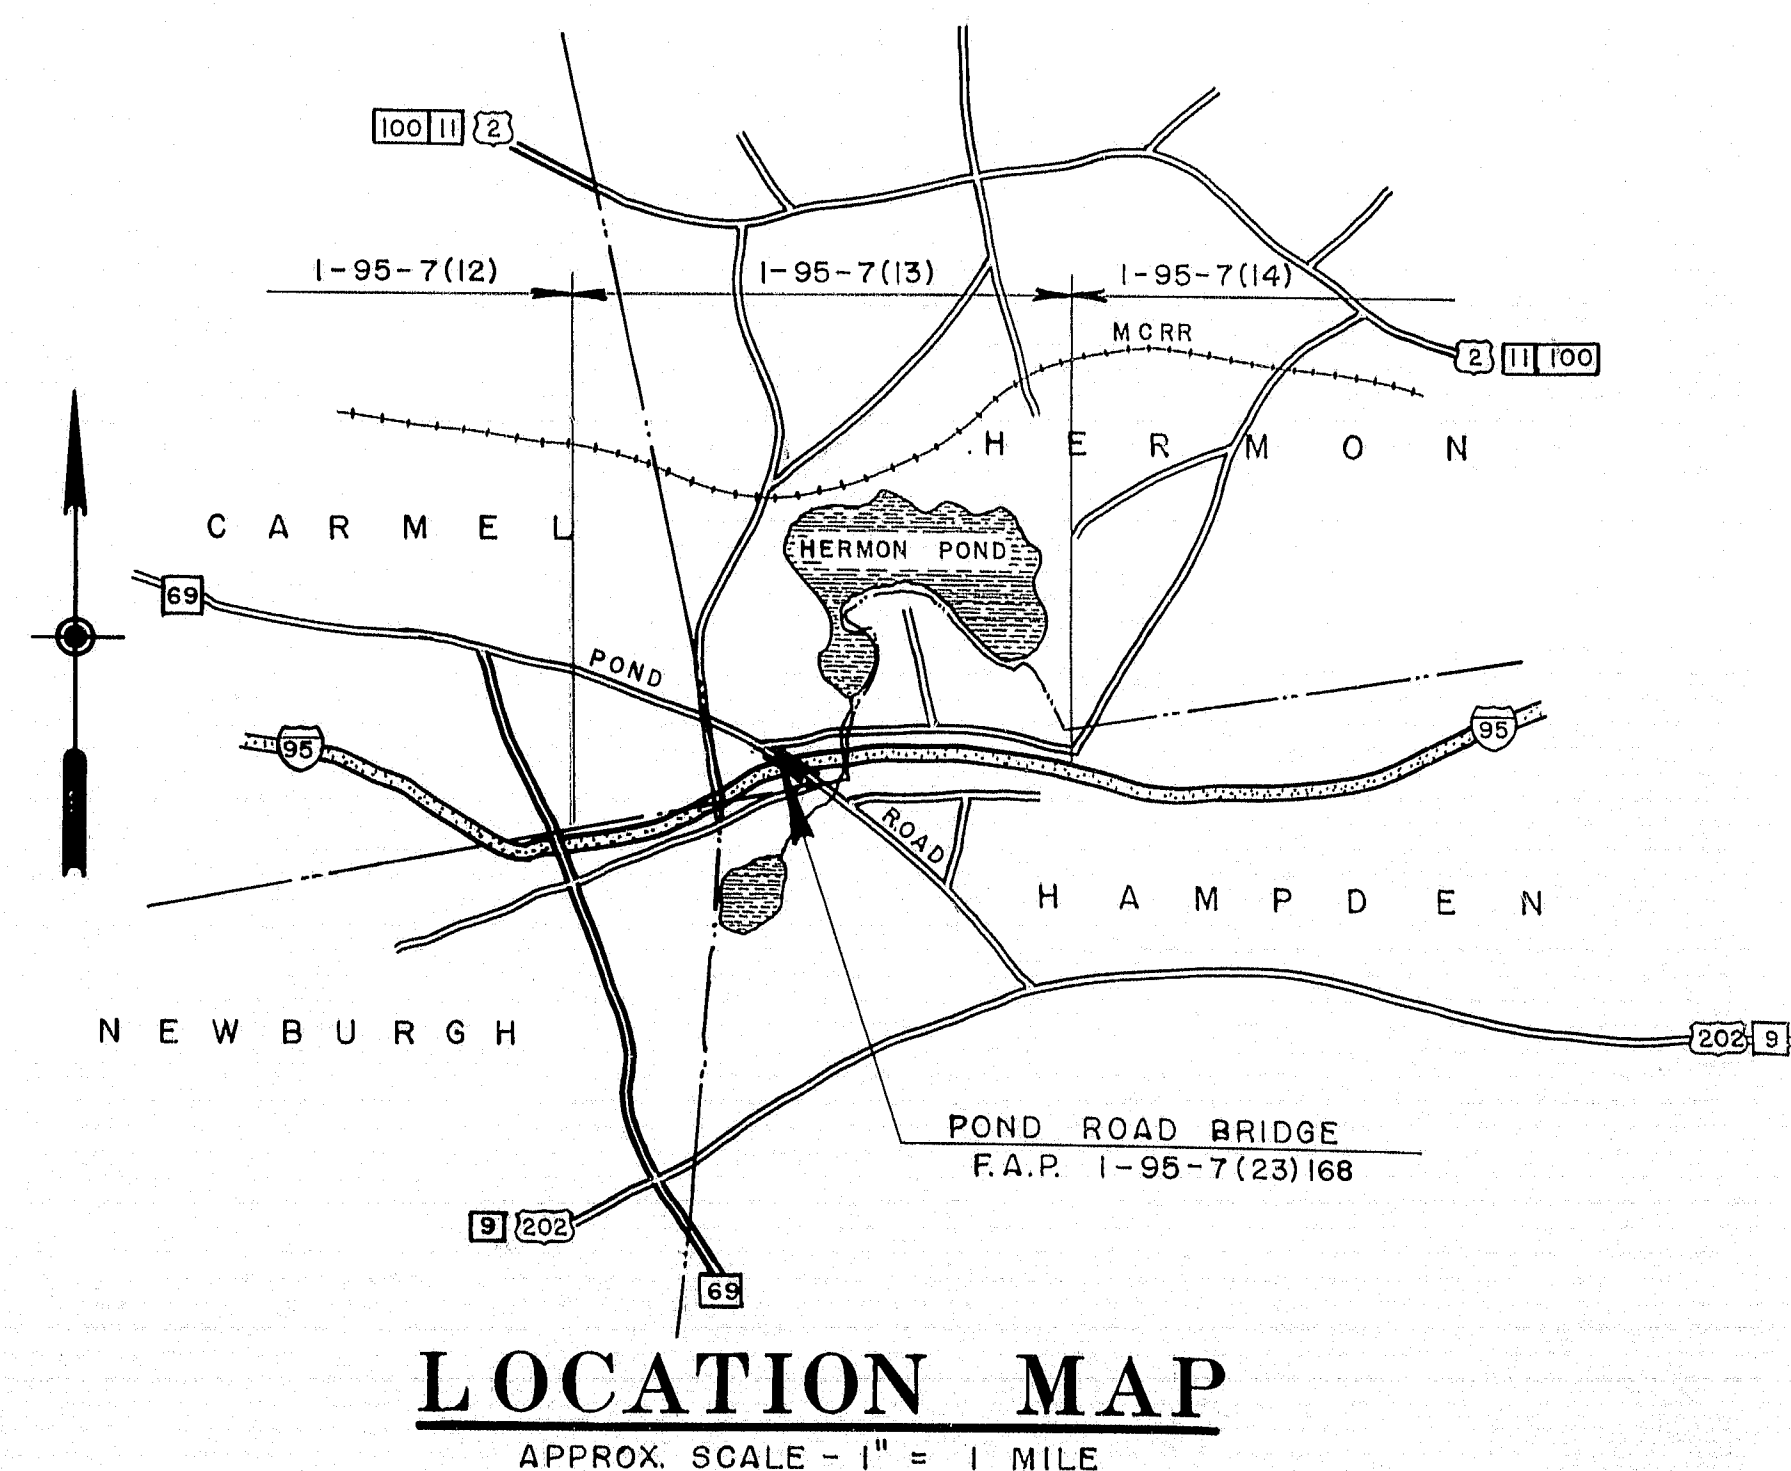 100 11 2
I-95-7(12) I-95-7(13) I-95-7(14)
MCRR
2 11 100
HERMON
CARMEL
HERMON POND
69
POND
95
95
ROAD
HAMPDEN
NEWBURGH
202 9
POND ROAD BRIDGE
F.A.P. I-95-7(23)168
9 202
69
LOCATION MAP
APPROX. SCALE - 1" = 1 MILE